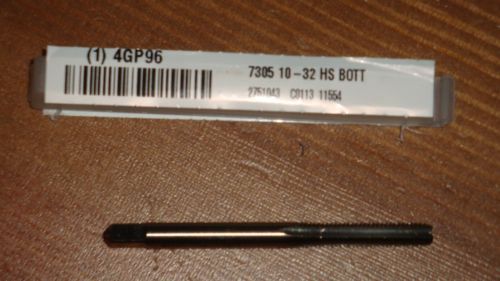 (1) 4GP96
7305 10-32 HS BOTT
2751043 C0113 11554